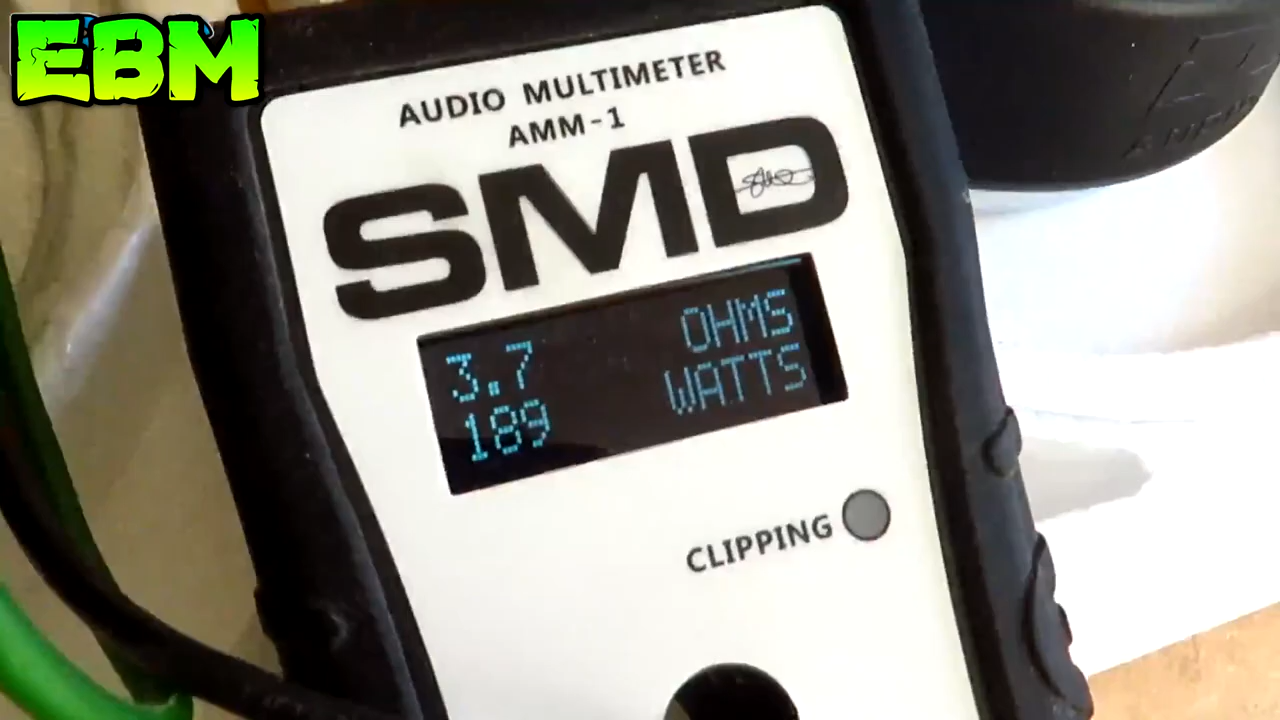 EBM
AUDIO MULTIMETER
AMM-1
SMD
3.7 OHMS
189 WATTS
CLIPPING